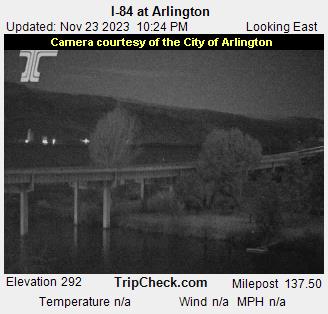 I-84 at Arlington
Updated: Nov 23 2023 10:24 PM Looking East
Camera courtesy of the City of Arlington
Elevation 292 TripCheck.com Milepost 137.50
Temperature n/a Wind n/a MPH n/a